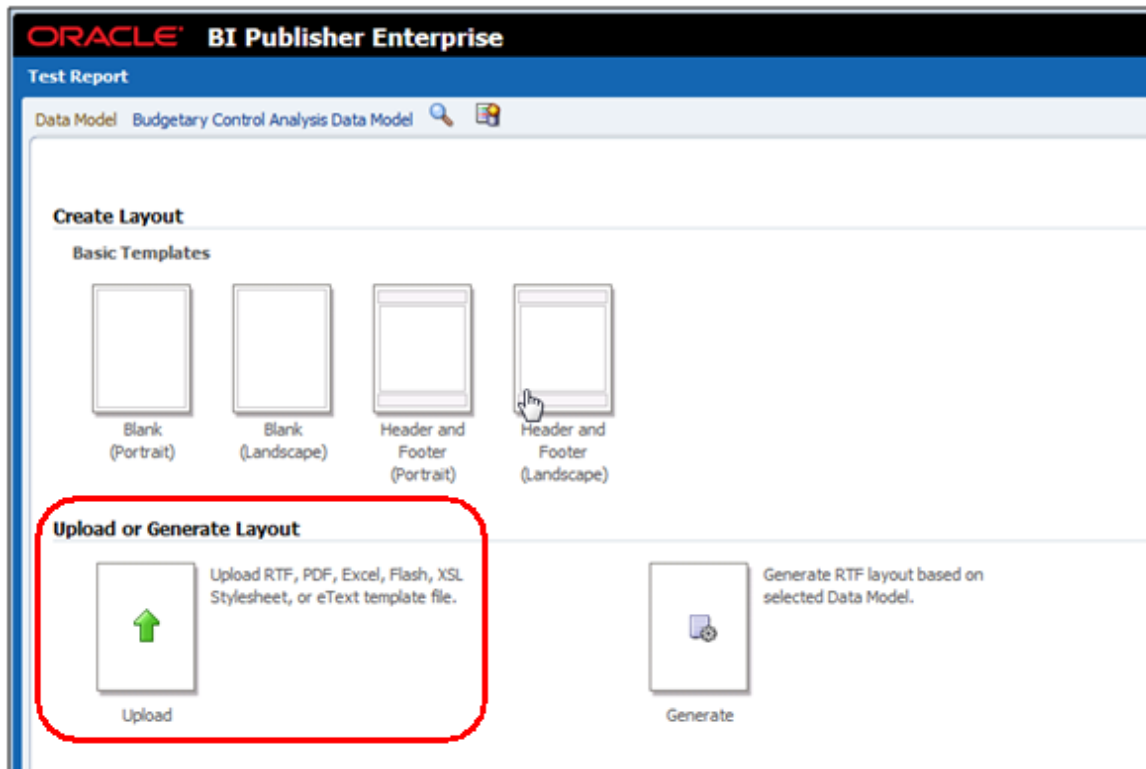 ORACLE BI Publisher Enterprise
Test Report
Data Model Budgetary Control Analysis Data Model
Create Layout
Basic Templates
Blank
(Portrait)
Blank
(Landscape)
Header and
Footer
(Portrait)
Header and
Footer
(Landscape)
Upload or Generate Layout
Upload RTF, PDF, Excel, Flash, XSL
Stylesheet, or eText template file.
Upload
Generate RTF layout based on
selected Data Model.
Generate